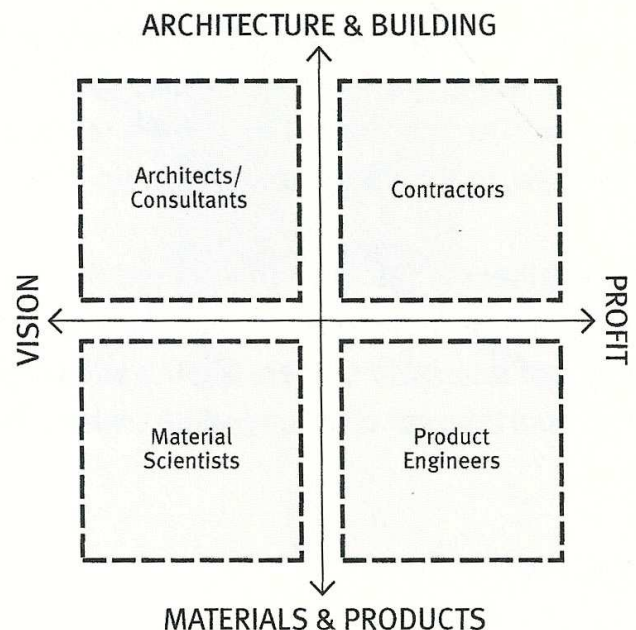 ARCHITECTURE & BUILDING
Architects/
Consultants
Contractors
VISION
PROFIT
Material
Scientists
Product
Engineers
MATERIALS & PRODUCTS